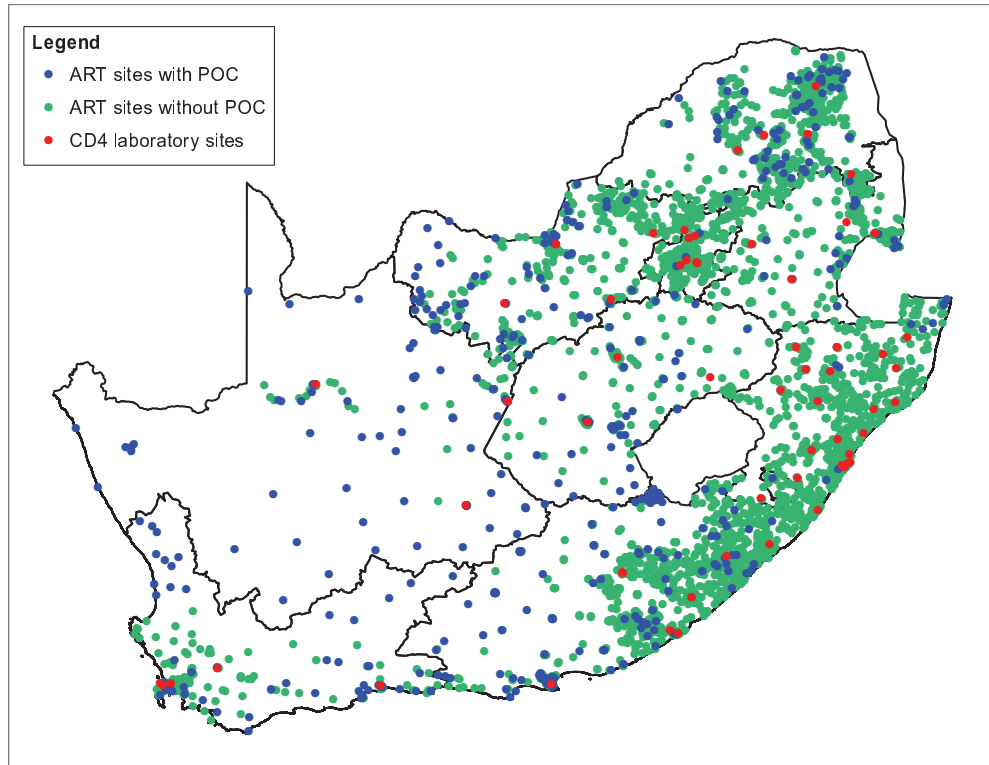 Legend
ART sites with POC
ART sites without POC
CD4 laboratory sites